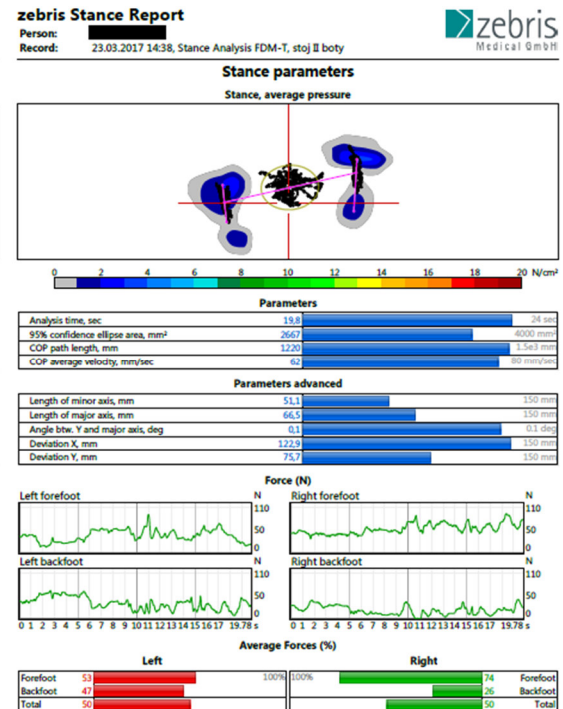 zebris Stance Report
zebris
Medical GmbH
Person:
Record: 23.03.2017 14:38, Stance Analysis FDM-T, stoj II boty
Stance parameters
Stance, average pressure
0 2 4 6 8 10 12 14 16 18 20 N/cm²
Parameters
Analysis time, sec 19,8 24 sec
95% confidence ellipse area, mm² 2667 4000 mm²
COP path length, mm 1220 1.5e3 mm
COP average velocity, mm/sec 62 80 mm/sec
Parameters advanced
Length of minor axis, mm 51,1 150 mm
Length of major axis, mm 66,5 150 mm
Angle btw. Y and major axis, deg 0,1 0.1 deg
Deviation X, mm 122,9 150 mm
Deviation Y, mm 75,7 150 mm
Force (N)
Left forefoot N Right forefoot N
110 110
50 50
0 0
Left backfoot N Right backfoot N
110 110
50 50
0 0
0 1 2 3 4 5 6 7 8 9 10 11 12 13 14 15 16 17 19.78 s 0 1 2 3 4 5 6 7 8 9 10 11 12 13 14 15 16 17 19.78 s
Average Forces (%)
Left Right
Forefoot 53 100% 100% 74 Forefoot
Backfoot 47 26 Backfoot
Total 50 50 Total